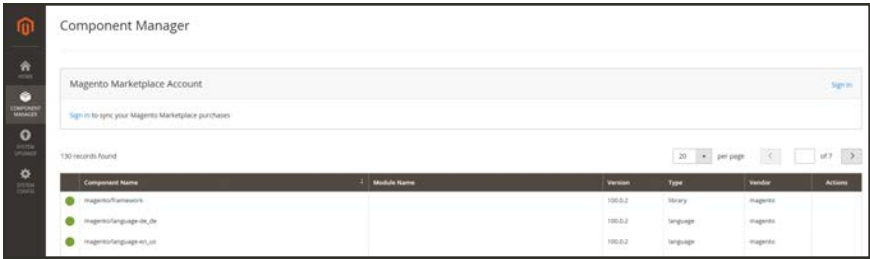 Component Manager
HOME
COMPONENT MANAGER
SYSTEM UPGRADE
SYSTEM CONFIG
Magento Marketplace Account Sign In
Sign in to sync your Magento Marketplace purchases
130 records found 20 per page of 7
Component Name Module Name Version Type Vendor Actions
magento/framework 100.0.2 library magento
magento/language-de_de 100.0.2 language magento
magento/language-en_us 100.0.2 language magento